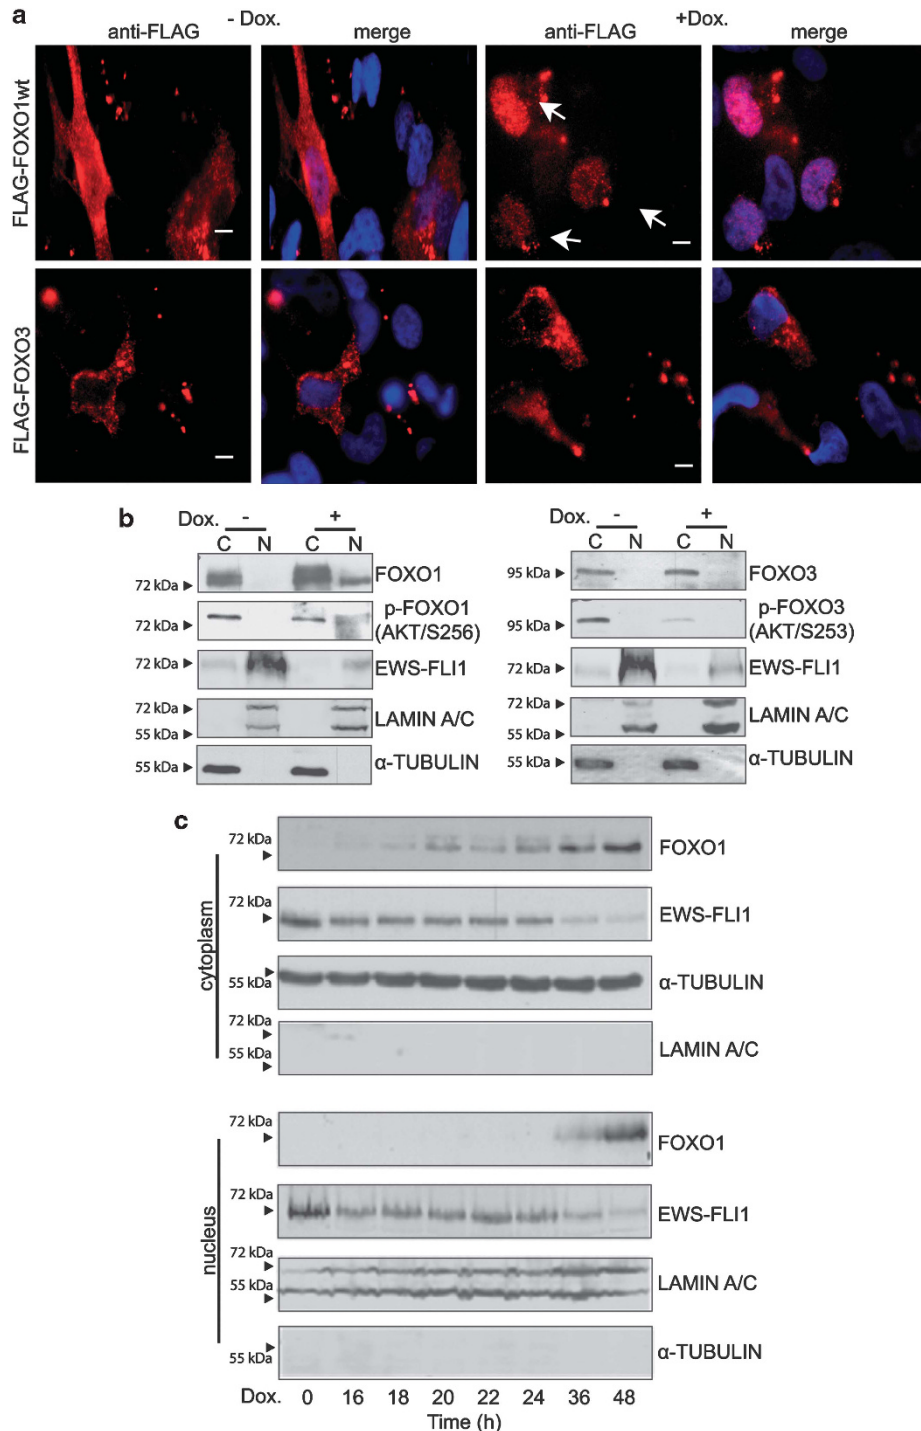 a
- Dox.
+Dox.
anti-FLAG
merge
anti-FLAG
merge
FLAG-FOXO1wt
FLAG-FOXO3
b
Dox. - +
C N C N
72 kDa FOXO1
72 kDa p-FOXO1
(AKT/S256)
72 kDa EWS-FLI1
72 kDa LAMIN A/C
55 kDa
55 kDa α-TUBULIN
Dox. - +
C N C N
95 kDa FOXO3
95 kDa p-FOXO3
(AKT/S253)
72 kDa EWS-FLI1
72 kDa LAMIN A/C
55 kDa
55 kDa α-TUBULIN
c
cytoplasm
72 kDa FOXO1
72 kDa EWS-FLI1
55 kDa α-TUBULIN
72 kDa
55 kDa LAMIN A/C
nucleus
72 kDa FOXO1
72 kDa EWS-FLI1
72 kDa
55 kDa LAMIN A/C
55 kDa α-TUBULIN
Dox. 0 16 18 20 22 24 36 48
Time (h)